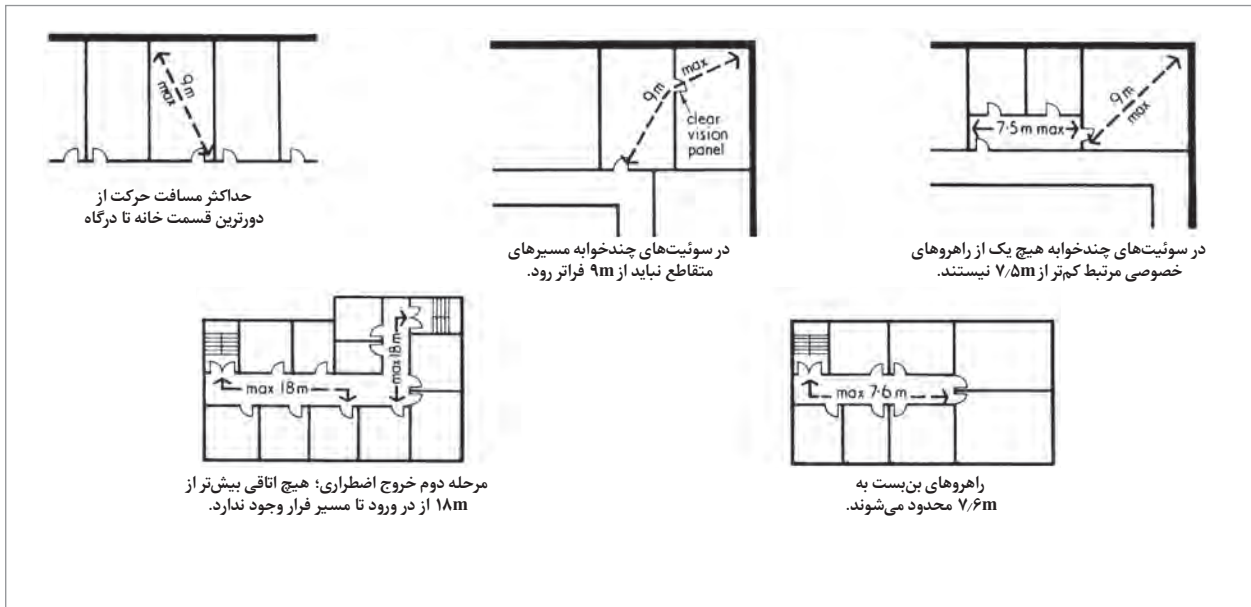 9m
max
حداکثر مسافت حرکت از
دورترین قسمت خانه تا درگاه
9m
max
clear
vision
panel
در سوئیت‌های چندخوابه مسیرهای
متقاطع نباید از ۹m فراتر رود.
9m
max
7·5m max
در سوئیت‌های چندخوابه هیچ یک از راهروهای
خصوصی مرتبط کم‌تر از ۷٫۵m نیستند.
max 18m
max 18m
مرحله دوم خروج اضطراری؛ هیچ اتاقی بیش‌تر از
۱۸m از در ورود تا مسیر فرار وجود ندارد.
max 7·6 m
راهروهای بن‌بست به
۷٫۶m محدود می‌شوند.